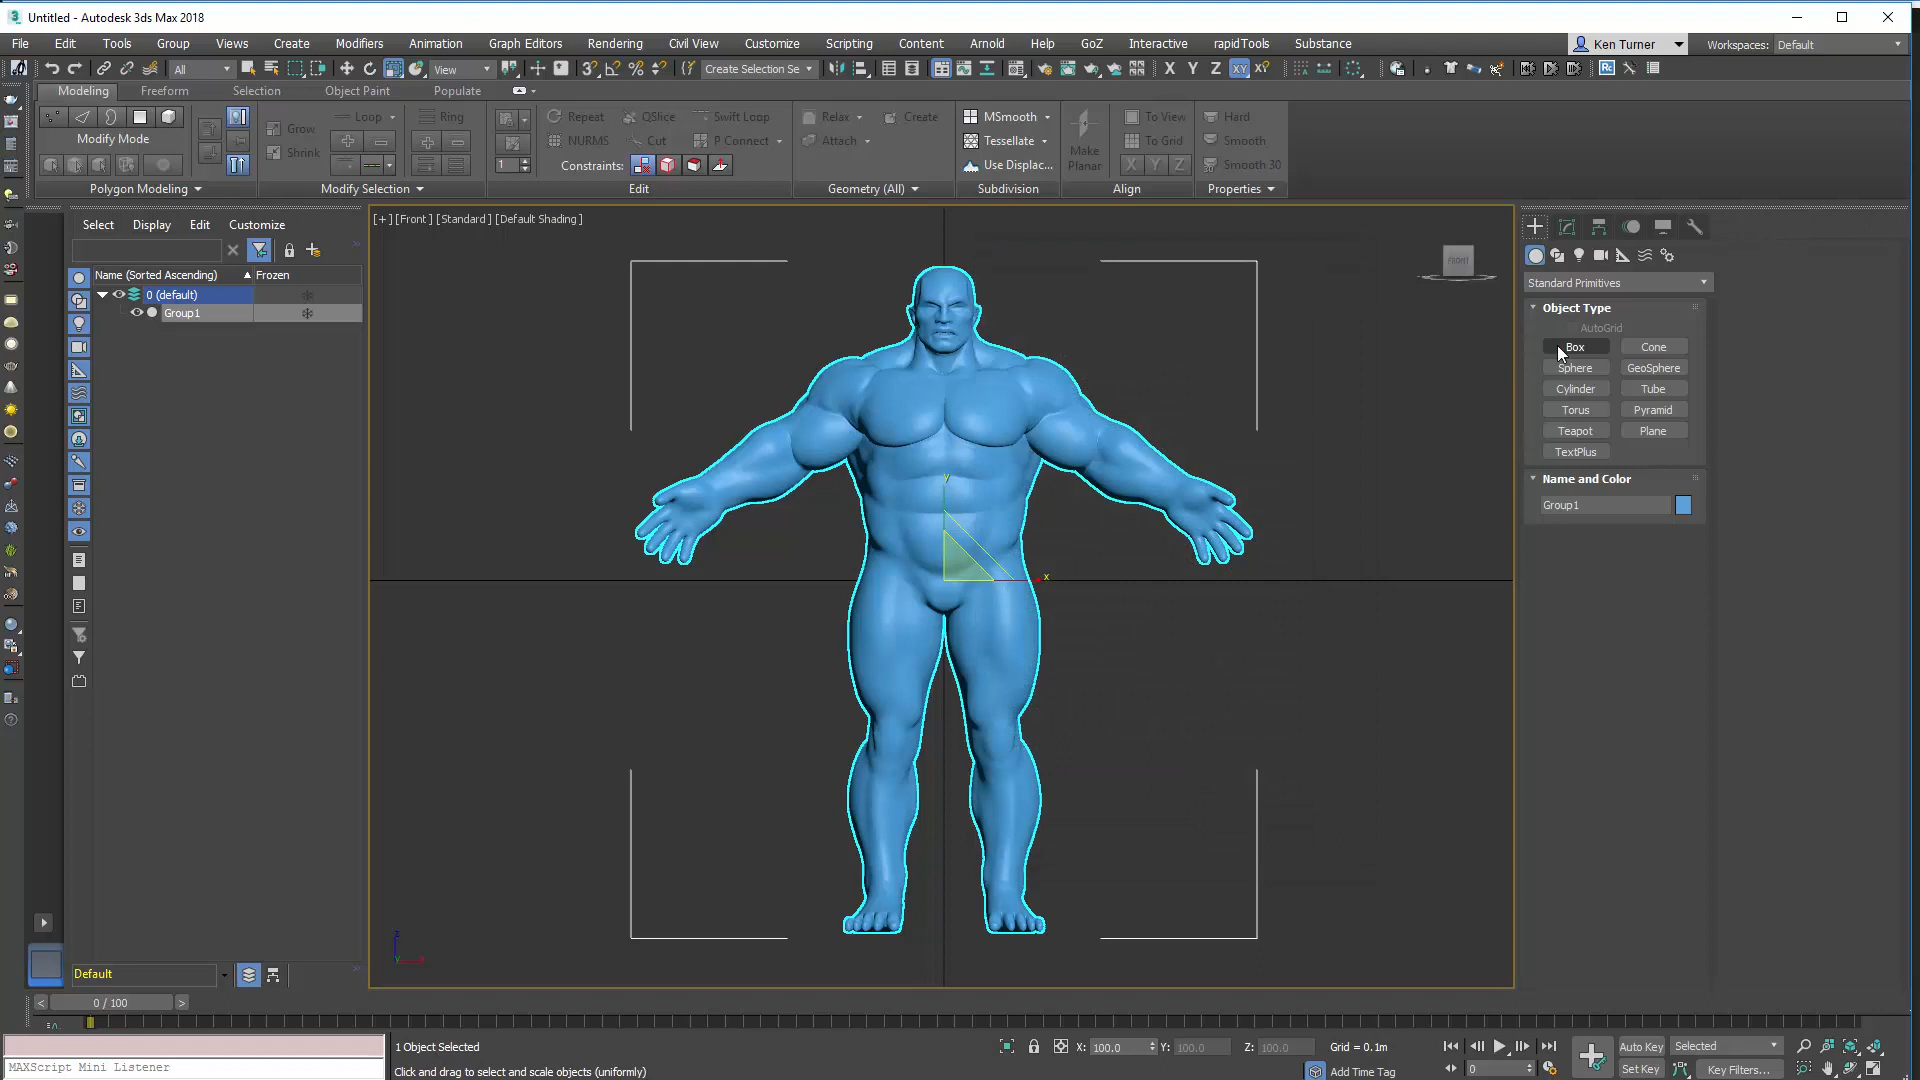 Untitled - Autodesk 3ds Max 2018
File Edit Tools Group Views Create Modifiers Animation Graph Editors Rendering Civil View Customize Scripting Content Arnold Help GoZ Interactive rapidTools Substance Ken Turner Workspaces: Default
All View Create Selection Se X Y Z XY XY
Modeling Freeform Selection Object Paint Populate
Grow Loop Ring Repeat QSlice Swift Loop Relax Create MSmooth To View Hard
Modify Mode NURMS Cut P Connect Attach Tessellate Make Planar To Grid Smooth
Shrink 1 Constraints: Use Displac... X Y Z Smooth 30
Polygon Modeling Modify Selection Edit Geometry (All) Subdivision Align Properties
Select Display Edit Customize
[+] [Front] [Standard] [Default Shading]
FRONT
Name (Sorted Ascending) Frozen
0 (default)
Group1
Standard Primitives
Object Type
AutoGrid
Box Cone
Sphere GeoSphere
Cylinder Tube
Torus Pyramid
Teapot Plane
TextPlus
Name and Color
Group1
y
x
z
Default
< 0 / 100 >
1 Object Selected X: 100.0 Y: 100.0 Z: 100.0 Grid = 0.1m Auto Key Selected
MAXScript Mini Listener Click and drag to select and scale objects (uniformly) Add Time Tag 0 Set Key Key Filters...